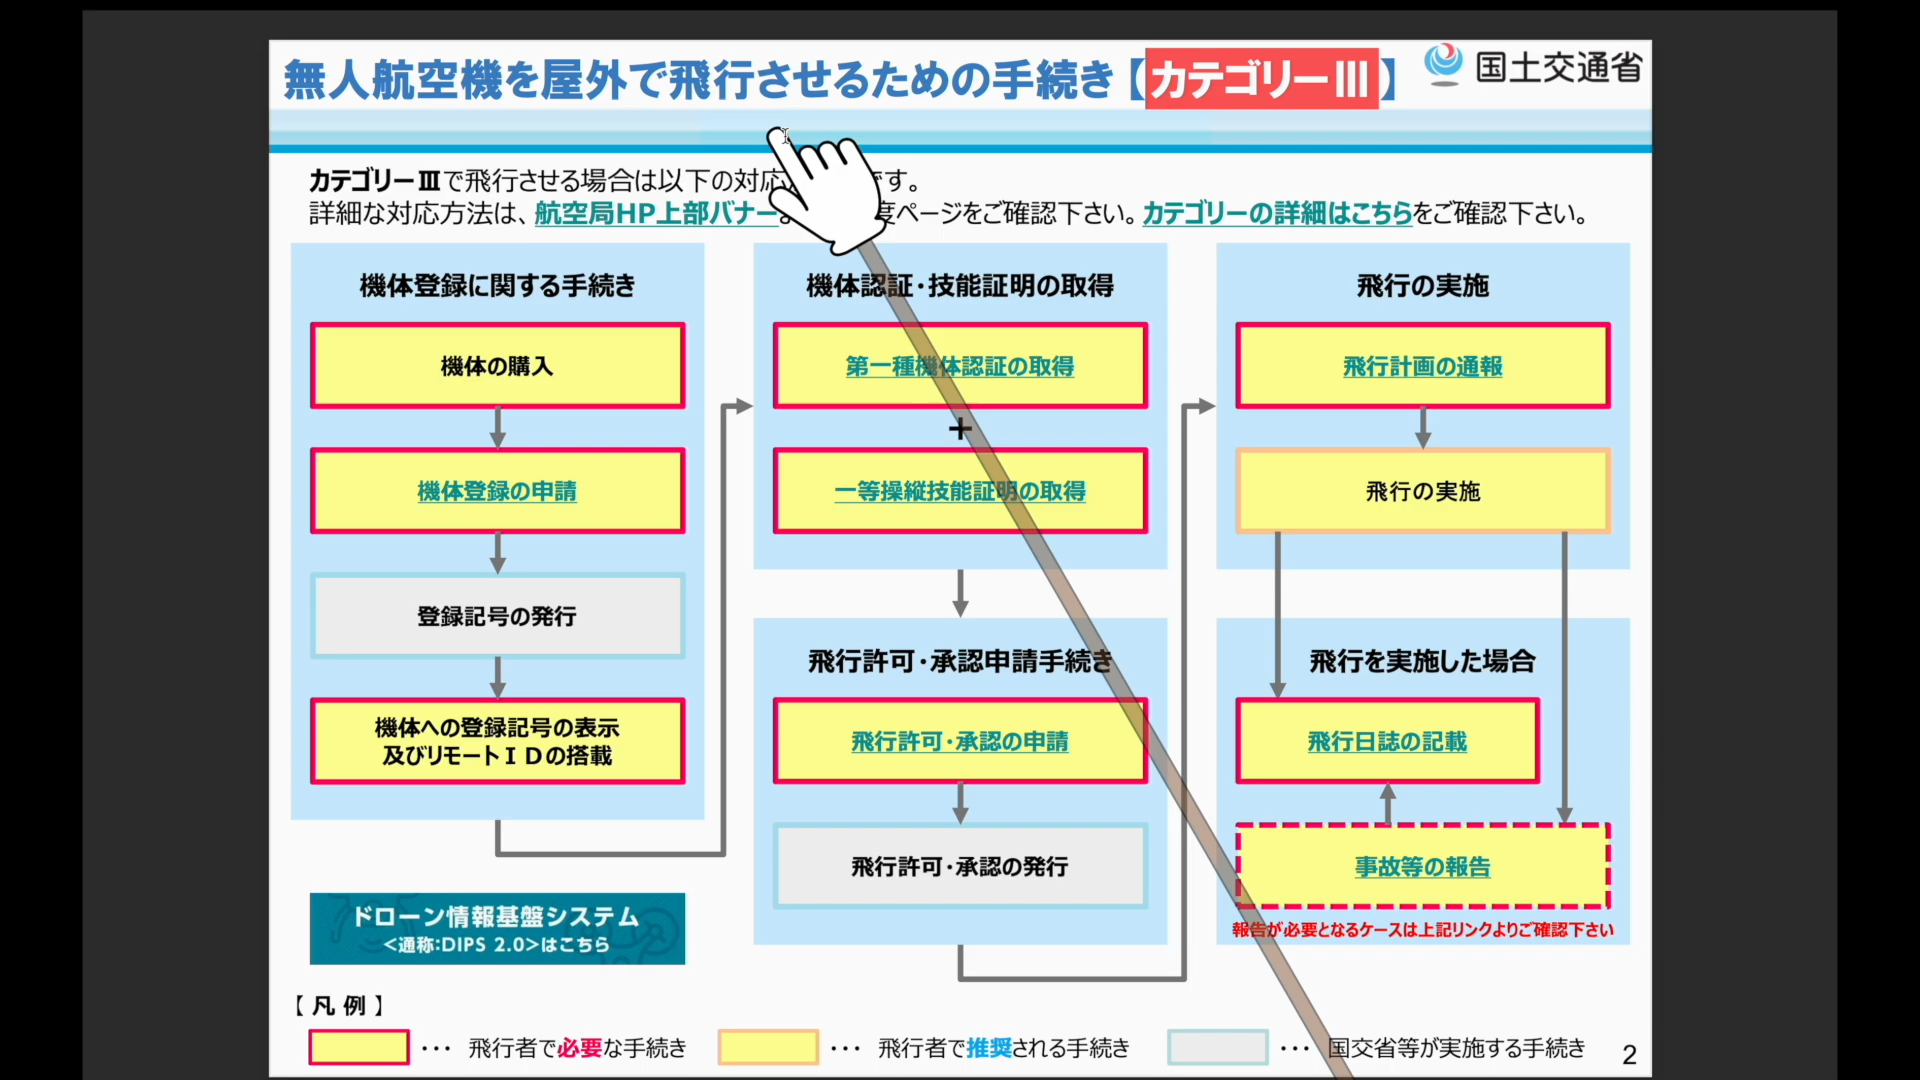 無人航空機を屋外で飛行させるための手続き【カテゴリーⅢ】
国土交通省
カテゴリーⅢで飛行させる場合は以下の対応 です。
詳細な対応方法は、航空局HP上部バナー 度ページをご確認下さい。カテゴリーの詳細はこちらをご確認下さい。
機体登録に関する手続き
機体の購入
機体登録の申請
登録記号の発行
機体への登録記号の表示
及びリモートＩＤの搭載
機体認証・技能証明の取得
第一種機体認証の取得
+
一等操縦技能証明の取得
飛行許可・承認申請手続き
飛行許可・承認の申請
飛行許可・承認の発行
飛行の実施
飛行計画の通報
飛行の実施
飛行を実施した場合
飛行日誌の記載
事故等の報告
報告が必要となるケースは上記リンクよりご確認下さい
ドローン情報基盤システム
<通称:DIPS 2.0>はこちら
【 凡 例 】
･･･ 飛行者で必要な手続き
･･･ 飛行者で推奨される手続き
･･･ 国交省等が実施する手続き
2